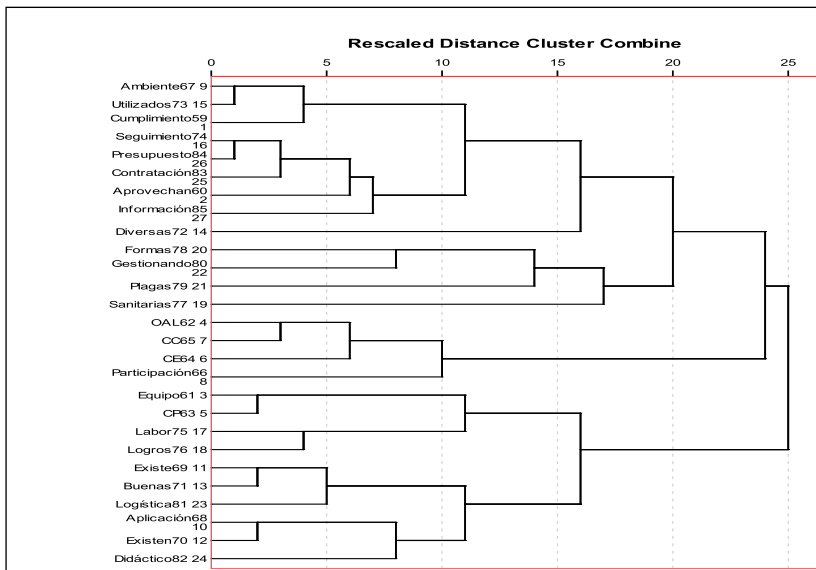 Rescaled Distance Cluster Combine
0 5 10 15 20 25
Ambiente67 9
Utilizados73 15
Cumplimiento59
1
Seguimiento74
16
Presupuesto84
26
Contratación83
25
Aprovechan60
2
Información85
27
Diversas72 14
Formas78 20
Gestionando80
22
Plagas79 21
Sanitarias77 19
OAL62 4
CC65 7
CE64 6
Participación66
8
Equipo61 3
CP63 5
Labor75 17
Logros76 18
Existe69 11
Buenas71 13
Logística81 23
Aplicación68
10
Existen70 12
Didáctico82 24